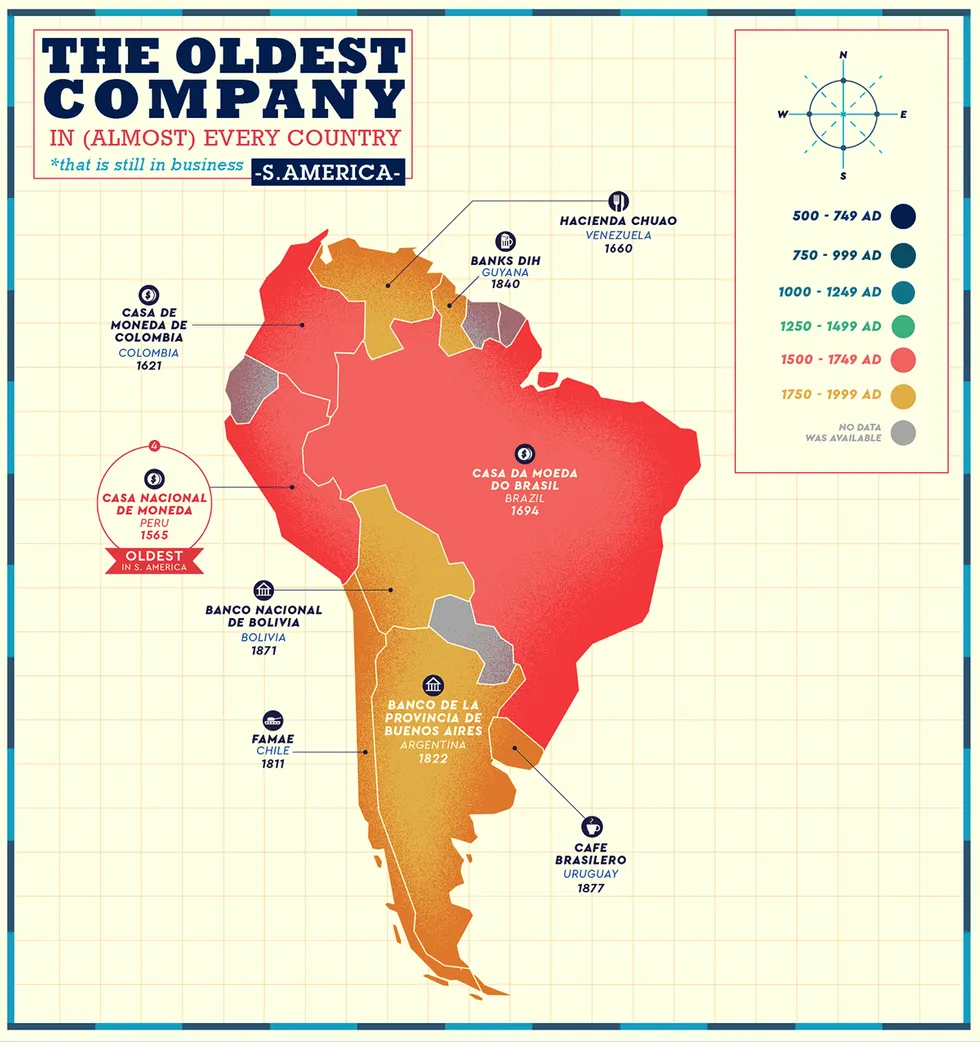 THE OLDEST
COMPANY
IN (ALMOST) EVERY COUNTRY
*that is still in business
-S.AMERICA-
N
W
E
S
500 - 749 AD
750 - 999 AD
1000 - 1249 AD
1250 - 1499 AD
1500 - 1749 AD
1750 - 1999 AD
NO DATA
WAS AVAILABLE
HACIENDA CHUAO
VENEZUELA
1660
BANKS DIH
GUYANA
1840
CASA DE
MONEDA DE
COLOMBIA
COLOMBIA
1621
4
CASA NACIONAL
DE MONEDA
PERU
1565
OLDEST
IN S. AMERICA
CASA DA MOEDA
DO BRASIL
BRAZIL
1694
BANCO NACIONAL
DE BOLIVIA
BOLIVIA
1871
BANCO DE LA
PROVINCIA DE
BUENOS AIRES
ARGENTINA
1822
FAMAE
CHILE
1811
CAFE
BRASILERO
URUGUAY
1877